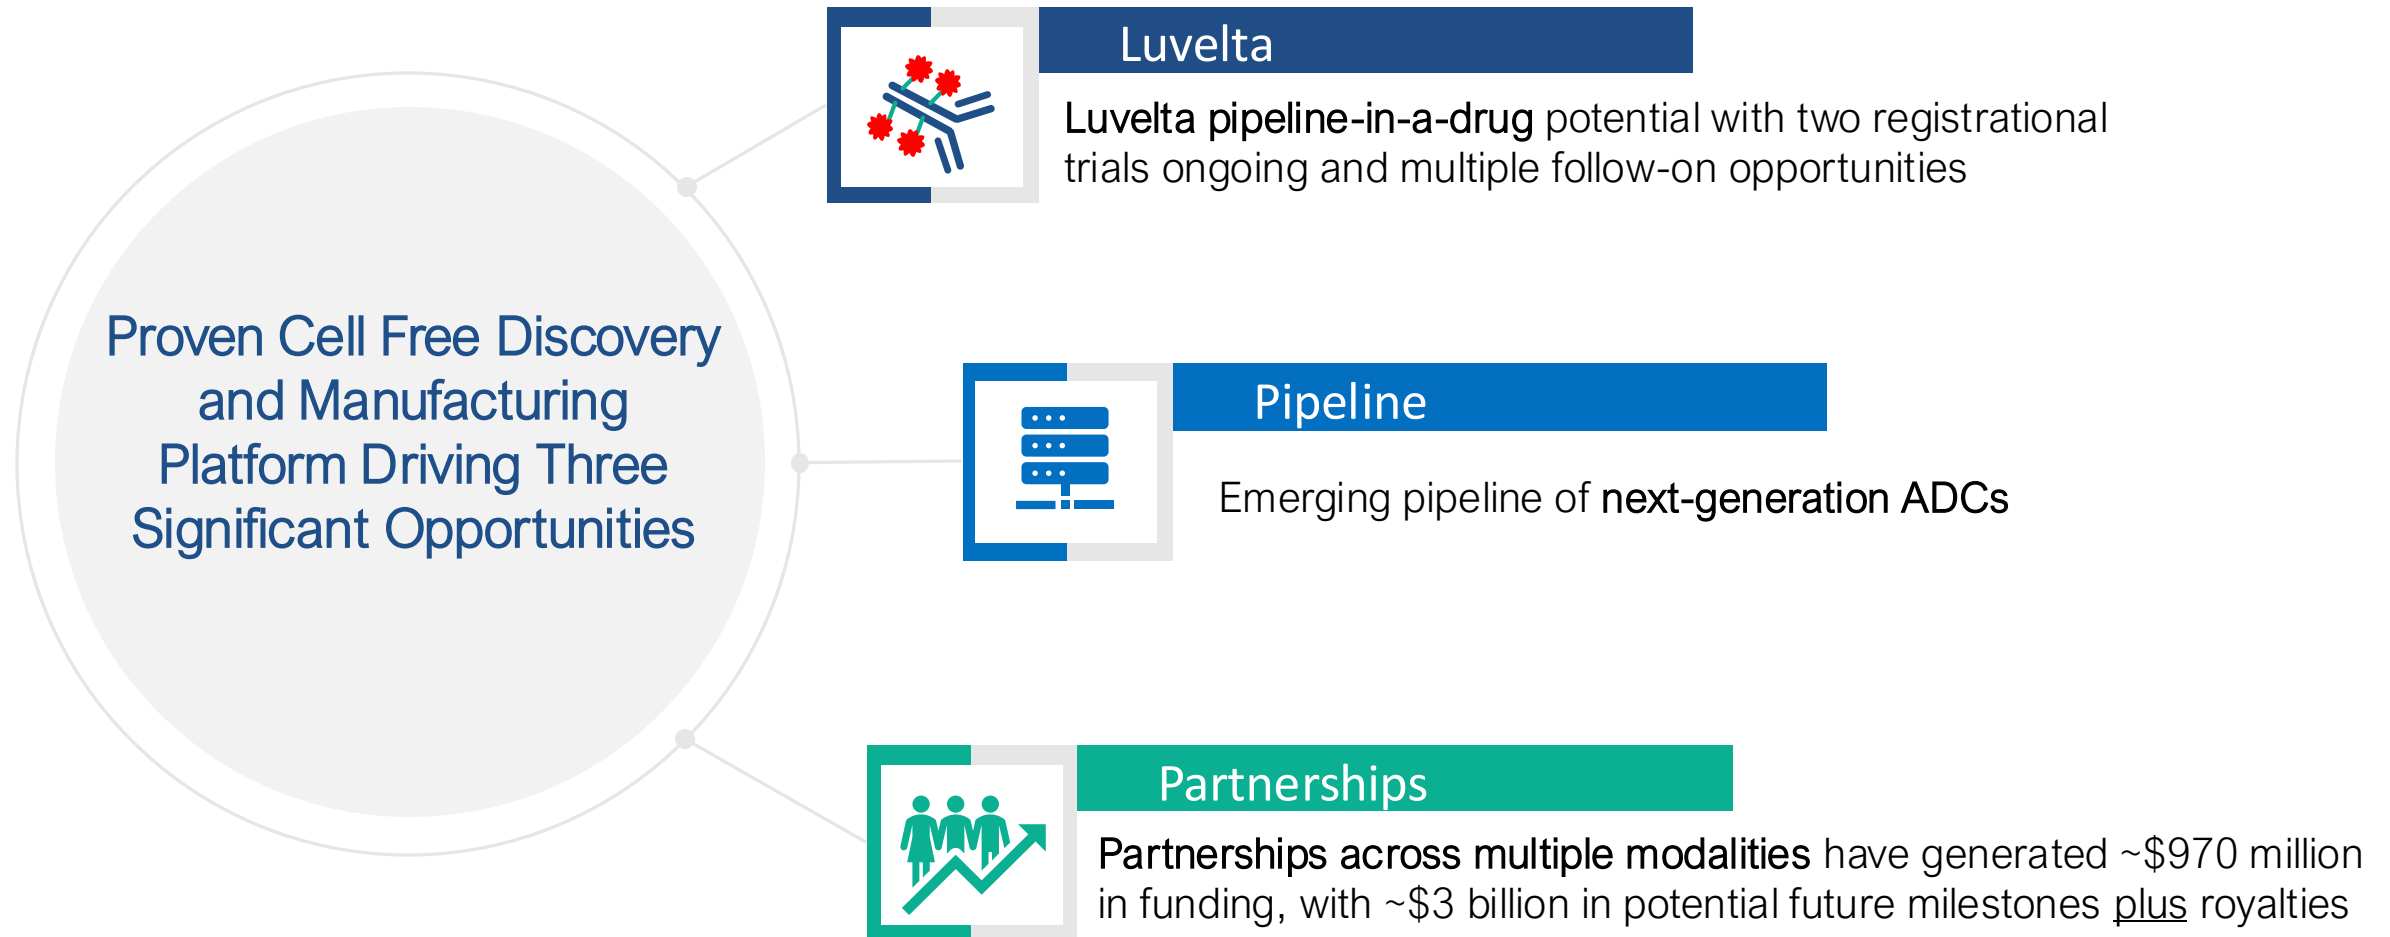 Proven Cell Free Discovery
and Manufacturing
Platform Driving Three
Significant Opportunities
Luvelta
Luvelta pipeline-in-a-drug potential with two registrational
trials ongoing and multiple follow-on opportunities
Pipeline
Emerging pipeline of next-generation ADCs
Partnerships
Partnerships across multiple modalities have generated ~$970 million
in funding, with ~$3 billion in potential future milestones plus royalties